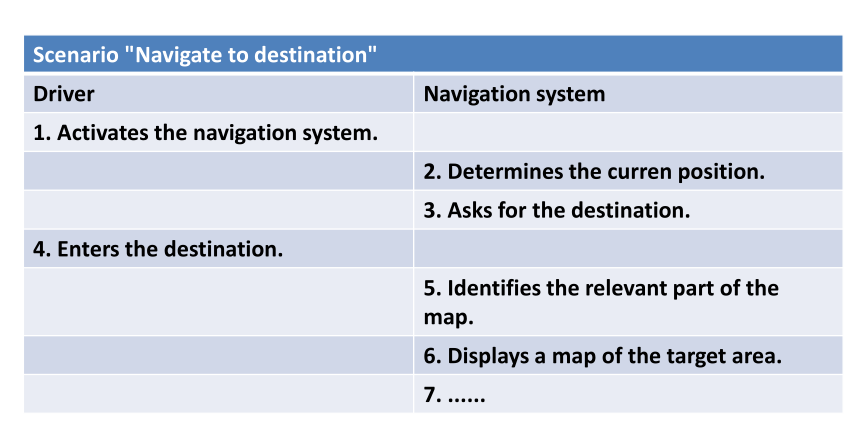 Scenario "Navigate to destination"
Driver
Navigation system
1. Activates the navigation system.
2. Determines the curren position.
3. Asks for the destination.
4. Enters the destination.
5. Identifies the relevant part of the
map.
6. Displays a map of the target area.
7. ......